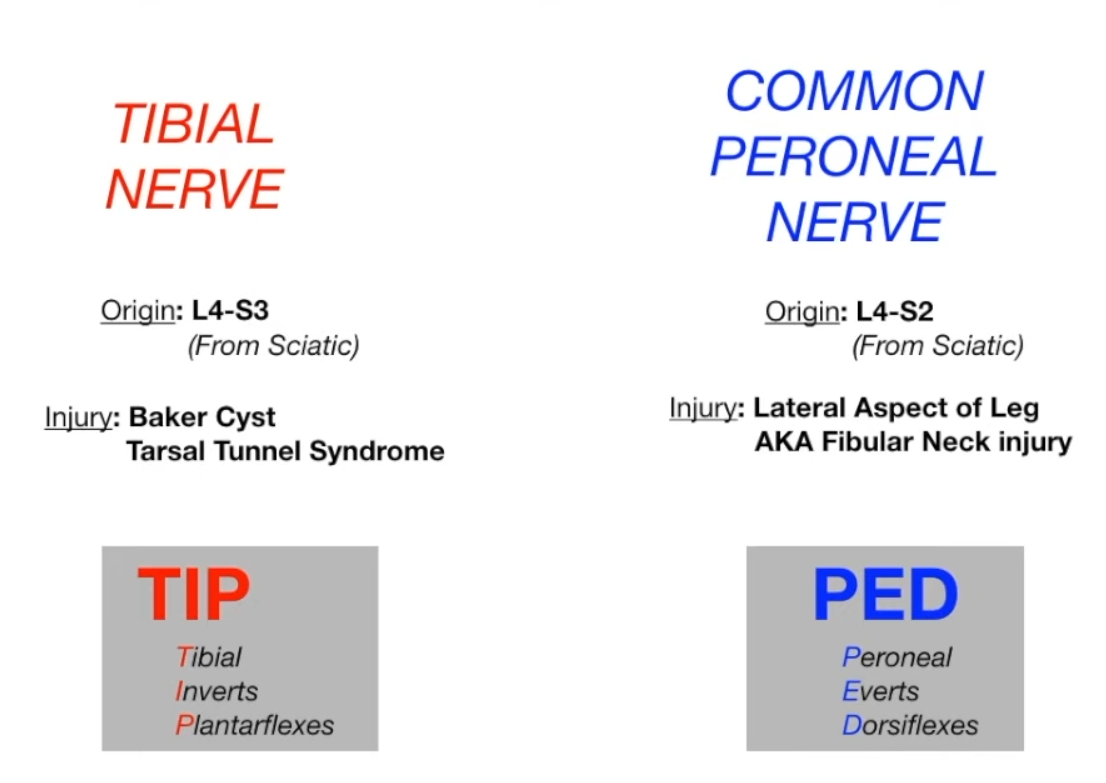 TIBIAL
NERVE
Origin: L4-S3
(From Sciatic)
Injury: Baker Cyst
Tarsal Tunnel Syndrome
TIP
Tibial
Inverts
Plantarflexes
COMMON
PERONEAL
NERVE
Origin: L4-S2
(From Sciatic)
Injury: Lateral Aspect of Leg
AKA Fibular Neck injury
PED
Peroneal
Everts
Dorsiflexes